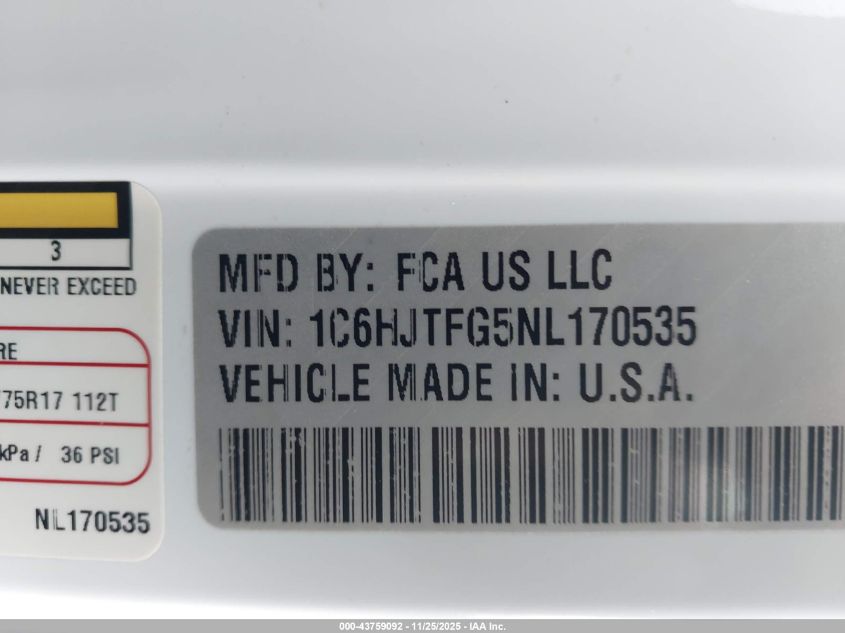 3
NEVER EXCEED
RE
/75R17 112T
kPa / 36 PSI
NL170535
MFD BY: FCA US LLC
VIN: 1C6HJTFG5NL170535
VEHICLE MADE IN: U.S.A.
000-43759092 - 11/25/2025 - IAA Inc.